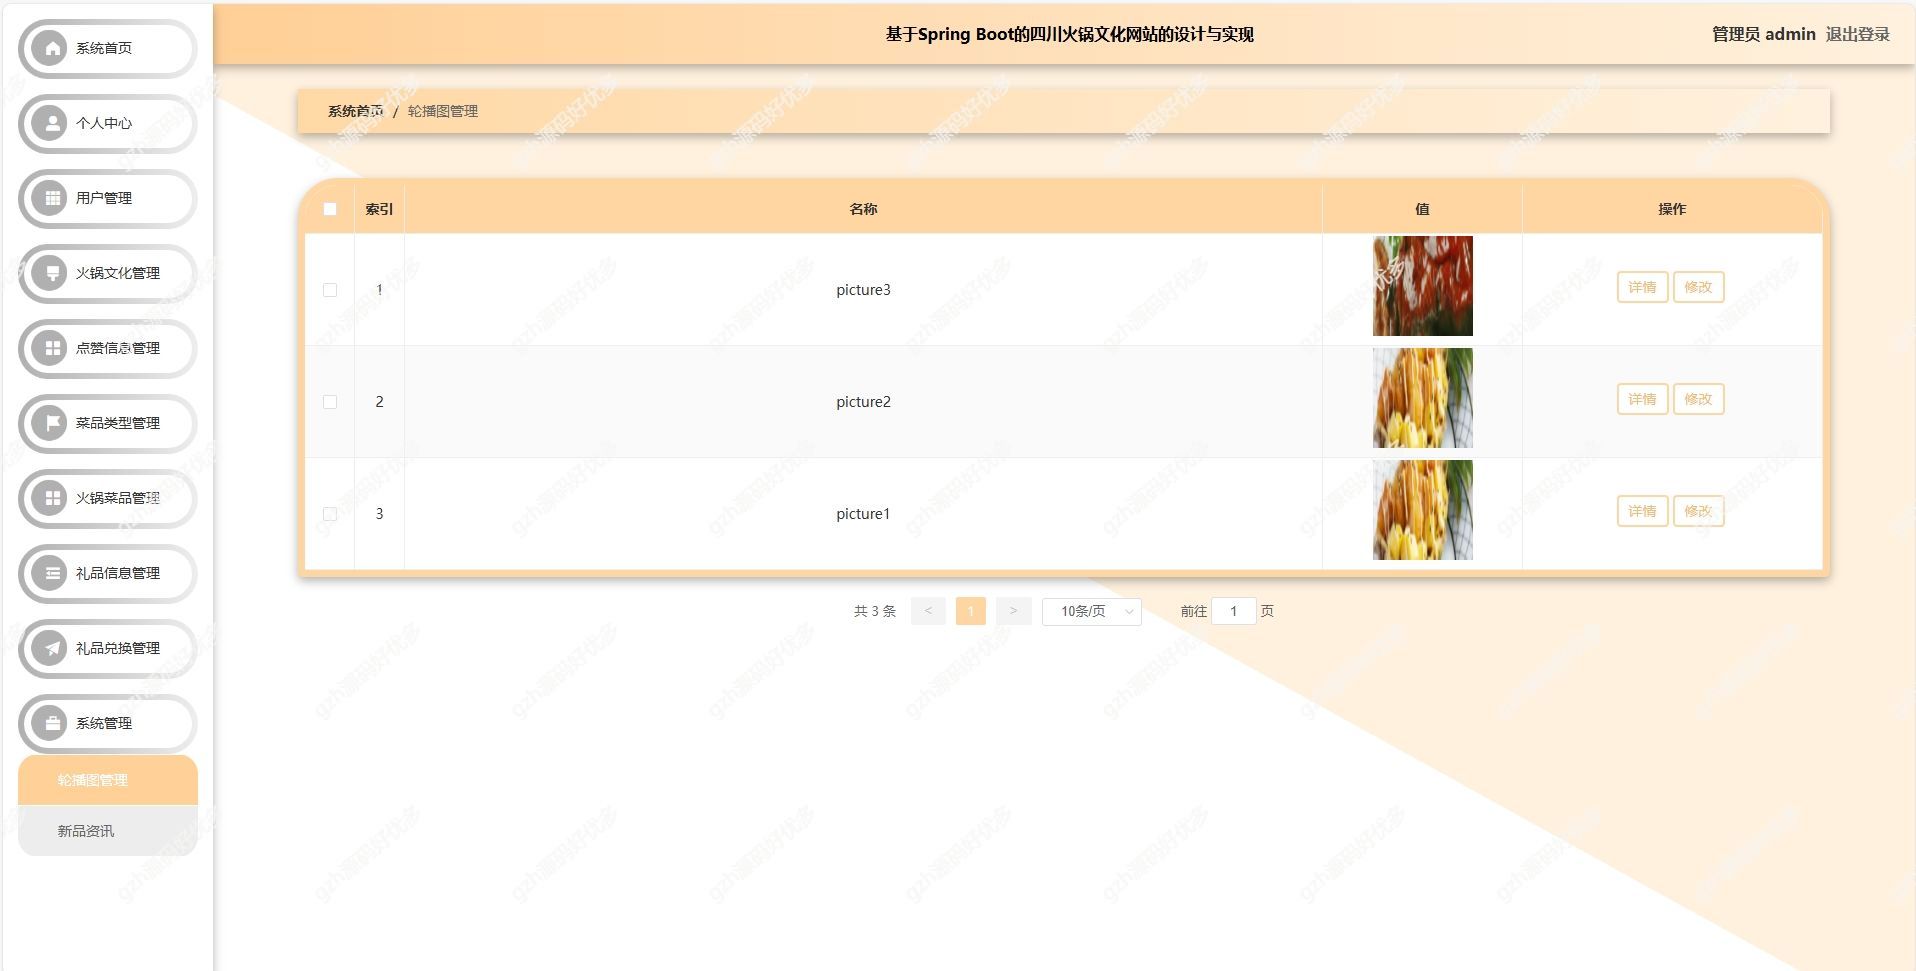 基于Spring Boot的四川火锅文化网站的设计与实现
管理员 admin 退出登录
系统首页
个人中心
用户管理
火锅文化管理
点赞信息管理
菜品类型管理
火锅菜品管理
礼品信息管理
礼品兑换管理
系统管理
轮播图管理
新品资讯
系统首页 / 轮播图管理
索引 名称 值 操作
1 picture3 详情 修改
2 picture2 详情 修改
3 picture1 详情 修改
共 3 条 < 1 > 10条/页 前往 1 页
gzh源码好优多